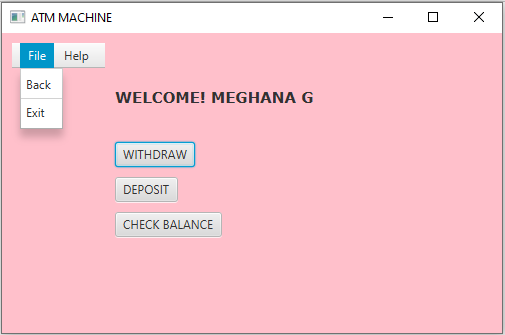 ATM MACHINE
File Help
Back
Exit
WELCOME! MEGHANA G
WITHDRAW
DEPOSIT
CHECK BALANCE